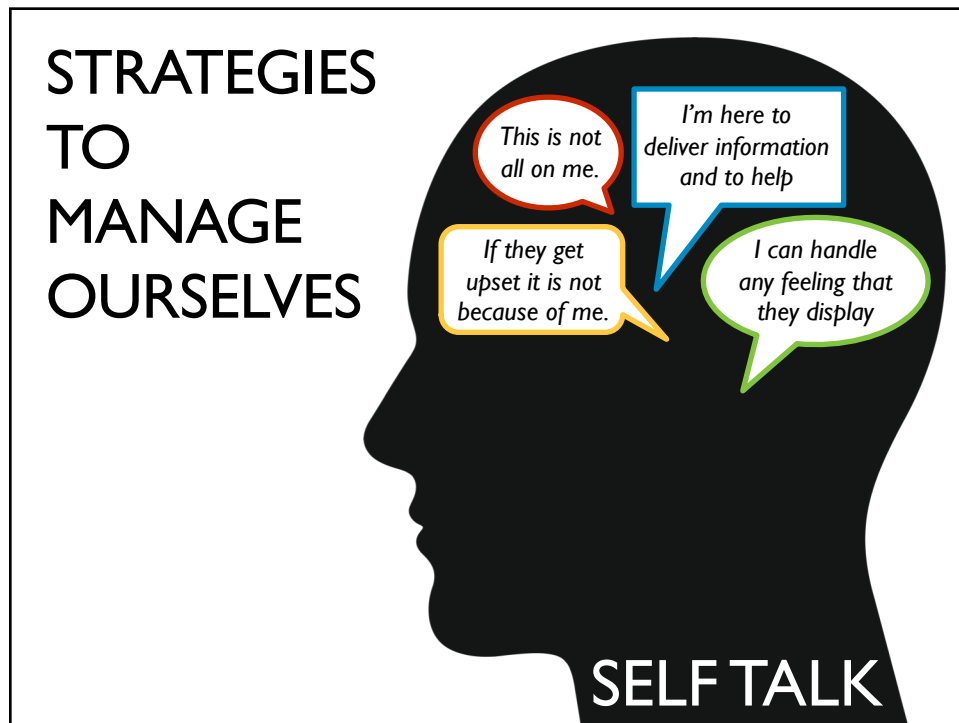 STRATEGIES
TO
MANAGE
OURSELVES
This is not
all on me.
I'm here to
deliver information
and to help
If they get
upset it is not
because of me.
I can handle
any feeling that
they display
SELF TALK